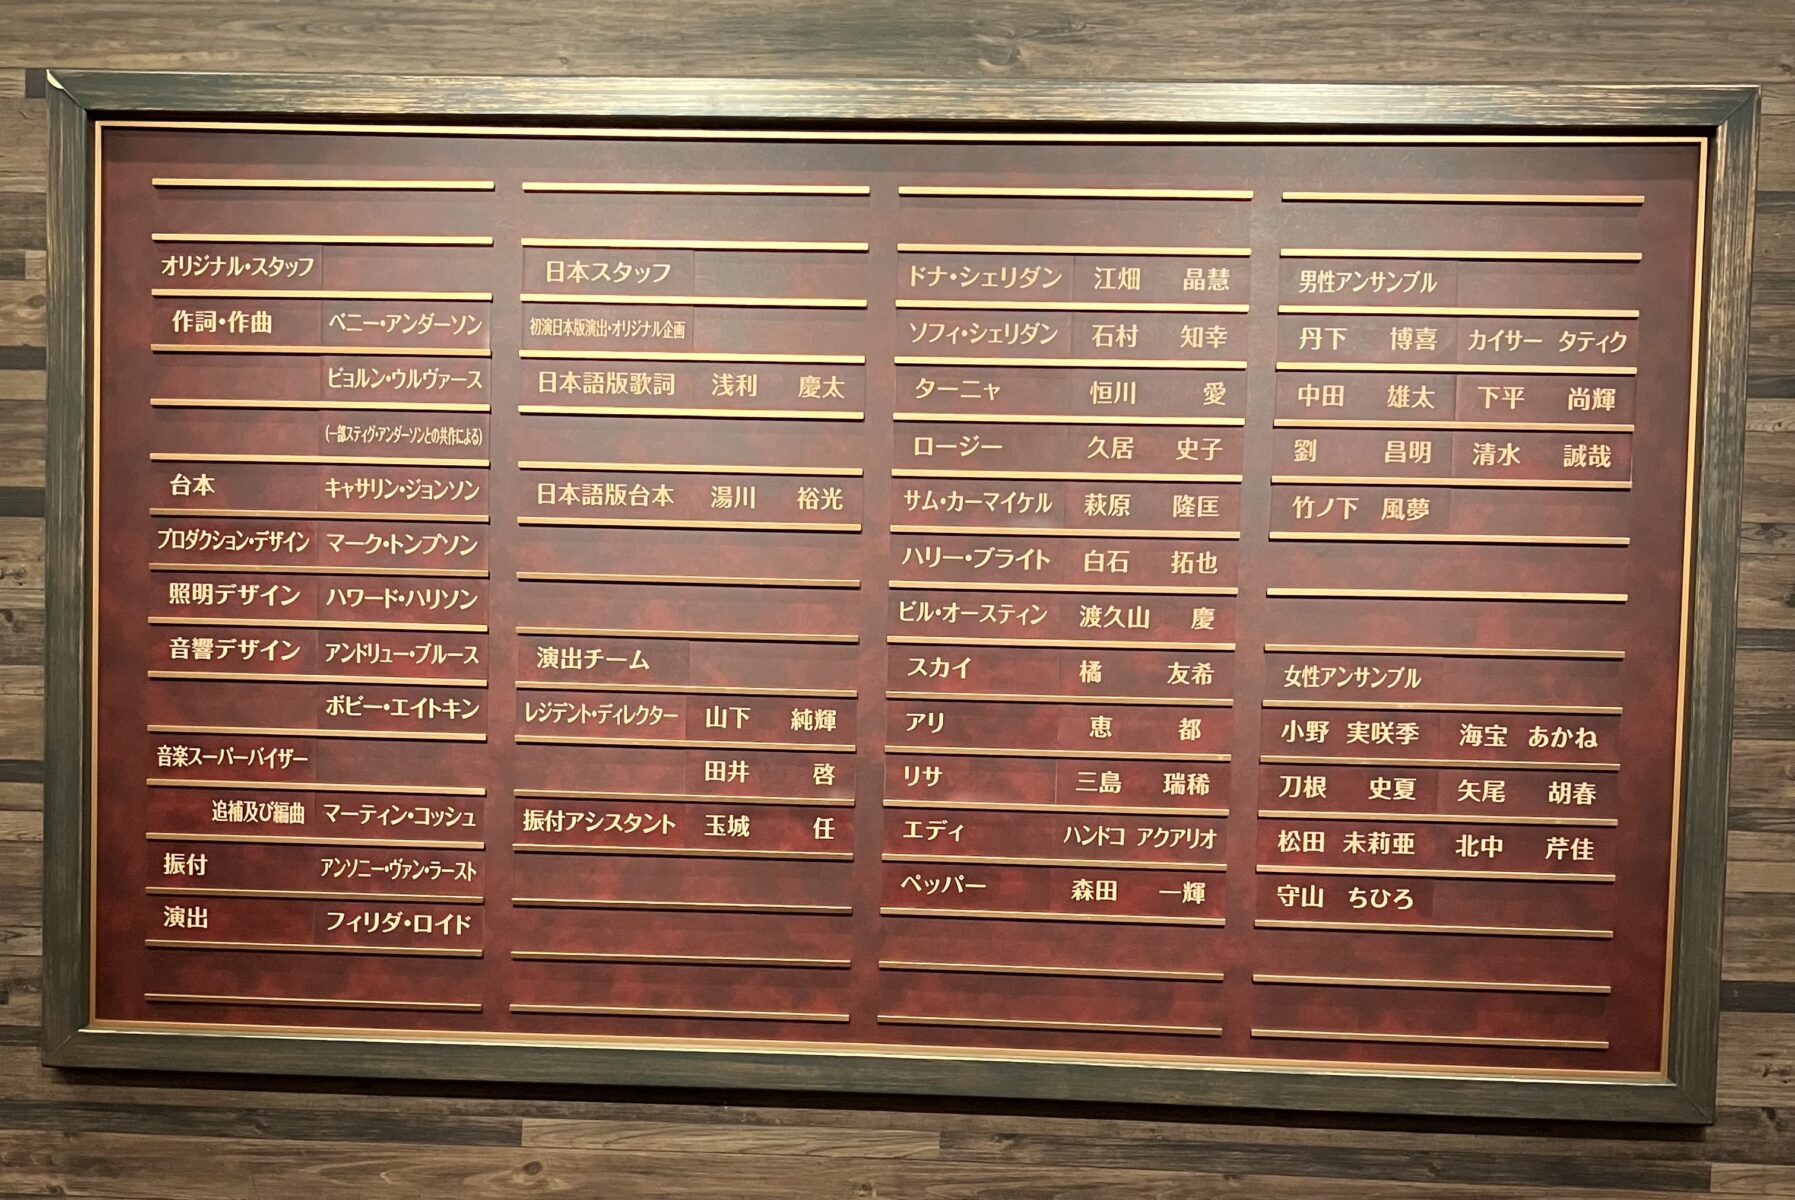 オリジナル・スタッフ
作詞・作曲 ベニー・アンダーソン
ビョルン・ウルヴァース
(一部スティグ・アンダーソンとの共作による)
台本 キャサリン・ジョンソン
プロダクション・デザイン マーク・トンプソン
照明デザイン ハワード・ハリソン
音響デザイン アンドリュー・ブルース
ボビー・エイトキン
音楽スーパーバイザー
追補及び編曲 マーティン・コッシュ
振付 アンソニー・ヴァン・ラースト
演出 フィリダ・ロイド
日本スタッフ
初演日本版演出・オリジナル企画
日本語版歌詞 浅利 慶太
日本語版台本 湯川 裕光
演出チーム
レジデント・ディレクター 山下 純輝
田井 啓
振付アシスタント 玉城 任
ドナ・シェリダン 江畑 晶慧
ソフィ・シェリダン 石村 知幸
ターニャ 恒川 愛
ロージー 久居 史子
サム・カーマイケル 萩原 隆匡
ハリー・ブライト 白石 拓也
ビル・オースティン 渡久山 慶
スカイ 橘 友希
アリ 恵 都
リサ 三島 瑞稀
エディ ハンドコ アクアリオ
ペッパー 森田 一輝
男性アンサンブル
丹下 博喜 カイサー タティク
中田 雄太 下平 尚輝
劉 昌明 清水 誠哉
竹ノ下 風夢
女性アンサンブル
小野 実咲季 海宝 あかね
刀根 史夏 矢尾 胡春
松田 未莉亜 北中 芹佳
守山 ちひろ